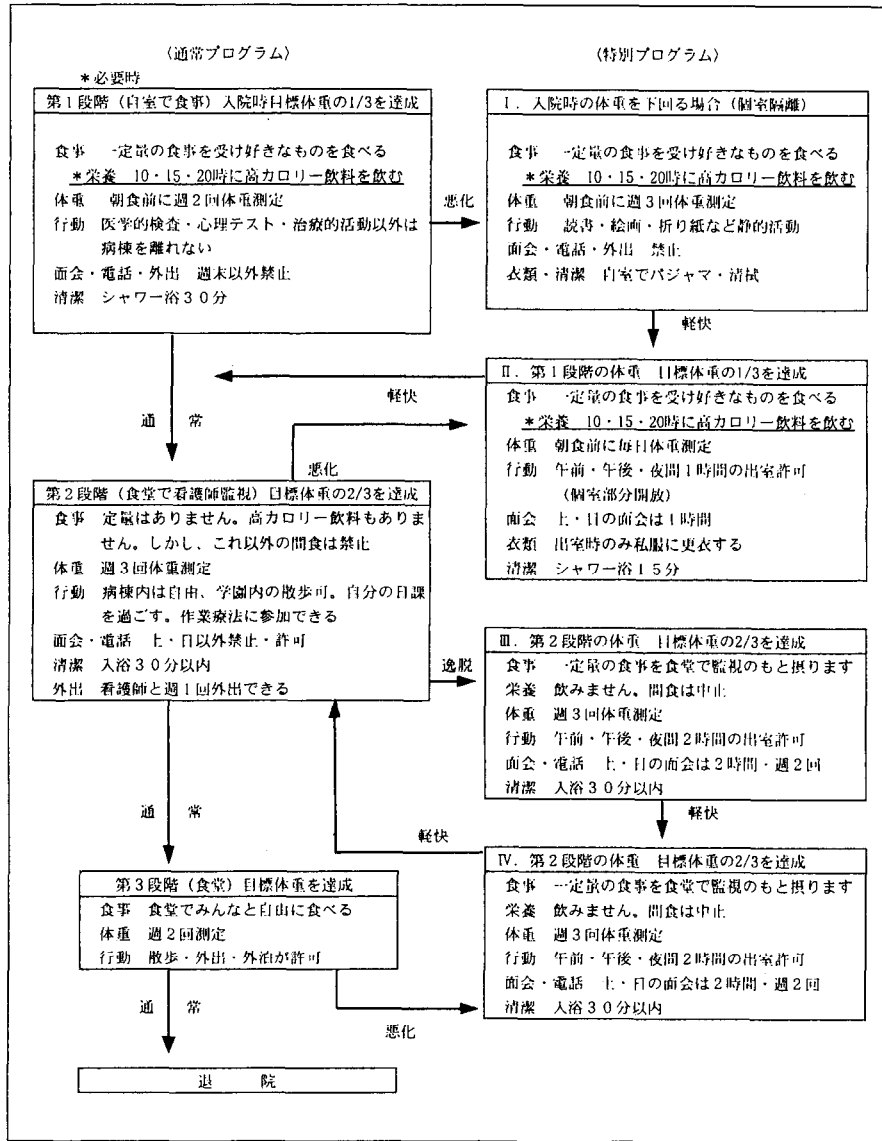 〈通常プログラム〉
＊必要時
第1段階（自室で食事）入院時目標体重の1/3を達成
食事　一定量の食事を受け好きなものを食べる
＊栄養　10・15・20時に高カロリー飲料を飲む
体重　朝食前に週2回体重測定
行動　医学的検査・心理テスト・治療的活動以外は
病棟を離れない
面会・電話・外出　週末以外禁止
清潔　シャワー浴３０分
悪化
通　常
第2段階（食堂で看護師監視）目標体重の2/3を達成
食事　定量はありません。高カロリー飲料もありま
せん。しかし、これ以外の間食は禁止
体重　週３回体重測定
行動　病棟内は自由、学園内の散歩可。自分の日課
を過ごす。作業療法に参加できる
面会・電話　土・日以外禁止・許可
清潔　入浴３０分以内
外出　看護師と週１回外出できる
逸脱
通　常
第３段階（食堂）目標体重を達成
食事　食堂でみんなと自由に食べる
体重　週２回測定
行動　散歩・外出・外泊が許可
通　常
悪化
退　　院
〈特別プログラム〉
Ⅰ．入院時の体重を下回る場合（個室隔離）
食事　一定量の食事を受け好きなものを食べる
＊栄養　10・15・20時に高カロリー飲料を飲む
体重　朝食前に週３回体重測定
行動　読書・絵画・折り紙など静的活動
面会・電話・外出　禁止
衣類・清潔　自室でパジャマ・清拭
軽快
Ⅱ．第１段階の体重　目標体重の1/3を達成
軽快
食事　一定量の食事を受け好きなものを食べる
＊栄養　10・15・20時に高カロリー飲料を飲む
悪化
体重　朝食前に毎日体重測定
行動　午前・午後・夜間１時間の出室許可
（個室部分開放）
面会　土・日の面会は１時間
衣類　出室時のみ私服に更衣する
清潔　シャワー浴１５分
Ⅲ．第２段階の体重　目標体重の2/3を達成
食事　一定量の食事を食堂で監視のもと摂ります
栄養　飲みません。間食は中止
体重　週３回体重測定
行動　午前・午後・夜間２時間の出室許可
面会・電話　土・日の面会は２時間・週２回
清潔　入浴３０分以内
軽快
軽快
Ⅳ．第２段階の体重　目標体重の2/3を達成
食事　一定量の食事を食堂で監視のもと摂ります
栄養　飲みません。間食は中止
体重　週３回体重測定
行動　午前・午後・夜間２時間の出室許可
面会・電話　土・日の面会は２時間・週２回
清潔　入浴３０分以内